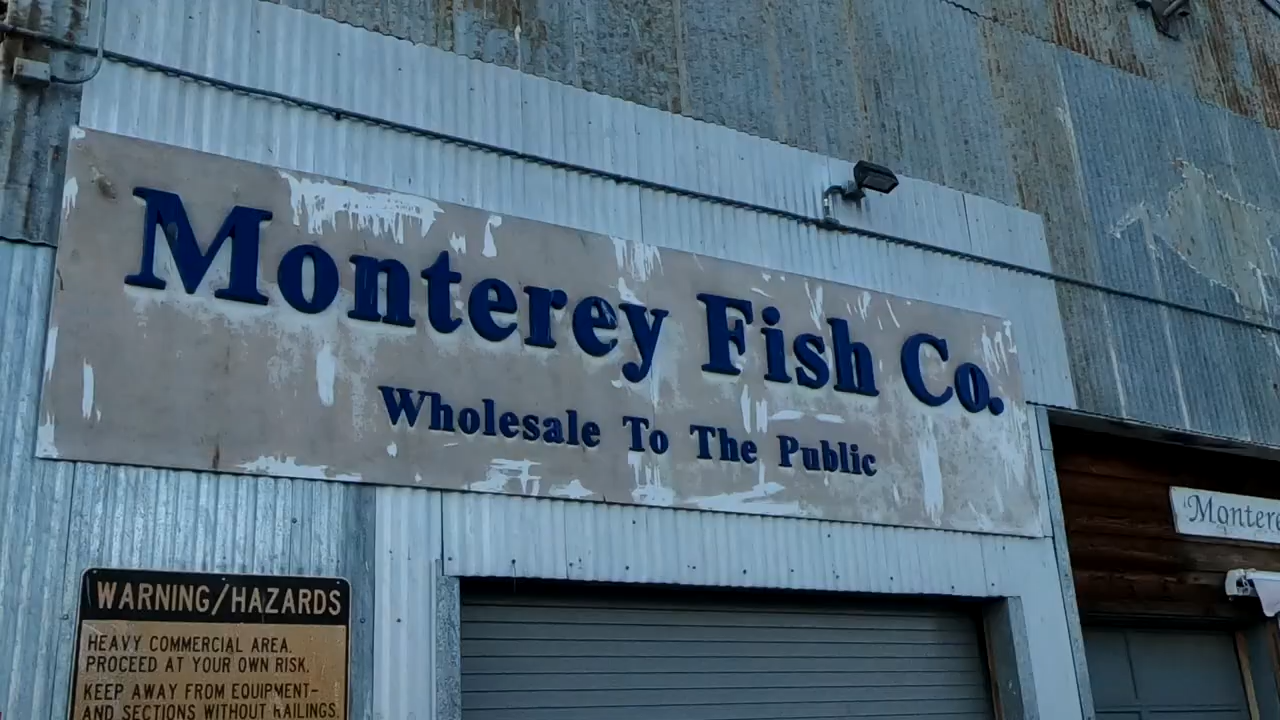 Monterey Fish Co.
Wholesale To The Public
WARNING/HAZARDS
HEAVY COMMERCIAL AREA.
PROCEED AT YOUR OWN RISK.
KEEP AWAY FROM EQUIPMENT-
AND SECTIONS WITHOUT RAILINGS.